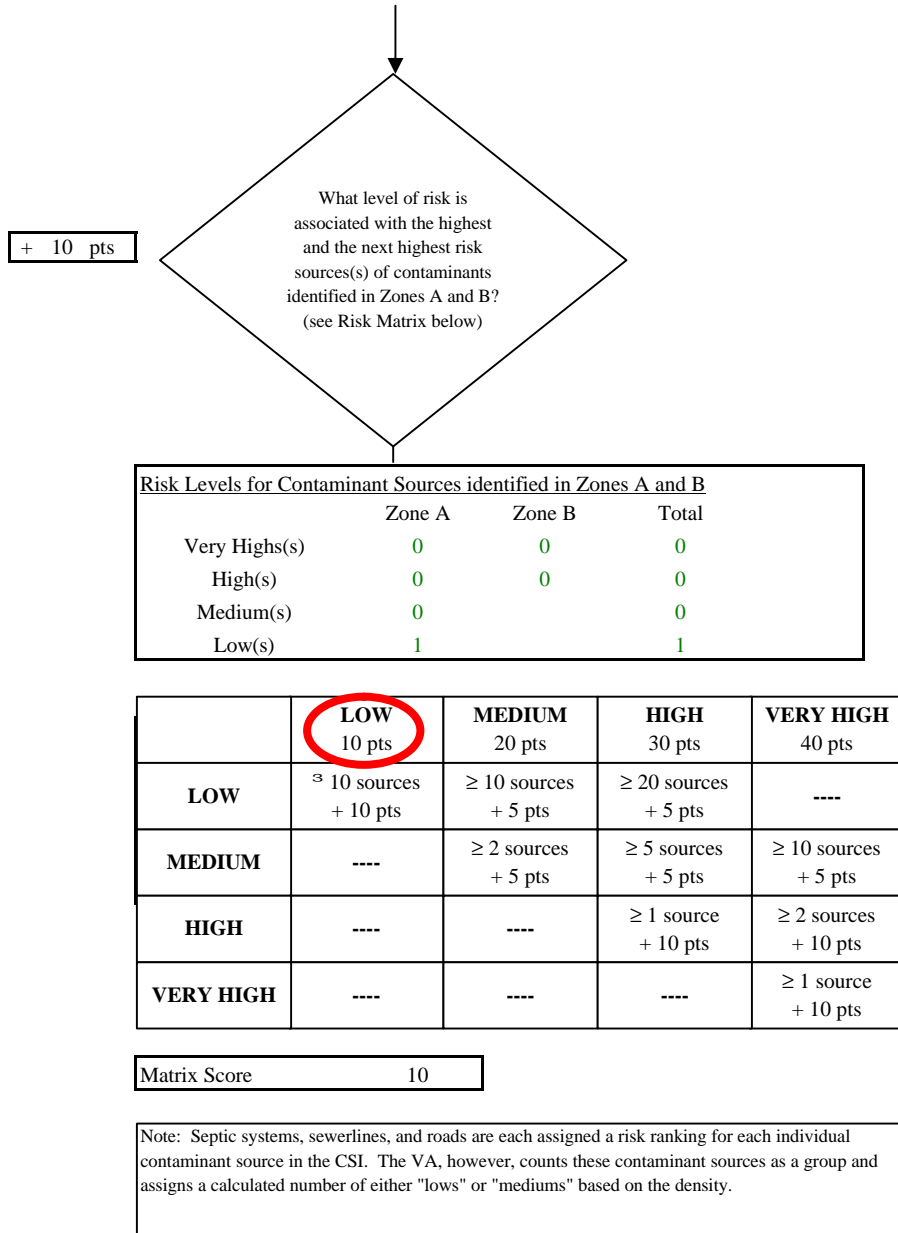 What level of risk is
associated with the highest
and the next highest risk
sources(s) of contaminants
identified in Zones A and B?
(see Risk Matrix below)
+ 10 pts
Risk Levels for Contaminant Sources identified in Zones A and B
Zone A Zone B Total
Very Highs(s) 0 0 0
High(s) 0 0 0
Medium(s) 0 0
Low(s) 1 1
LOW MEDIUM HIGH VERY HIGH
10 pts 20 pts 30 pts 40 pts
LOW ³ 10 sources ≥ 10 sources ≥ 20 sources ----
+ 10 pts + 5 pts + 5 pts
MEDIUM ---- ≥ 2 sources ≥ 5 sources ≥ 10 sources
+ 5 pts + 5 pts + 5 pts
HIGH ---- ---- ≥ 1 source ≥ 2 sources
+ 10 pts + 10 pts
VERY HIGH ---- ---- ---- ≥ 1 source
+ 10 pts
Matrix Score 10
Note: Septic systems, sewerlines, and roads are each assigned a risk ranking for each individual
contaminant source in the CSI. The VA, however, counts these contaminant sources as a group and
assigns a calculated number of either "lows" or "mediums" based on the density.